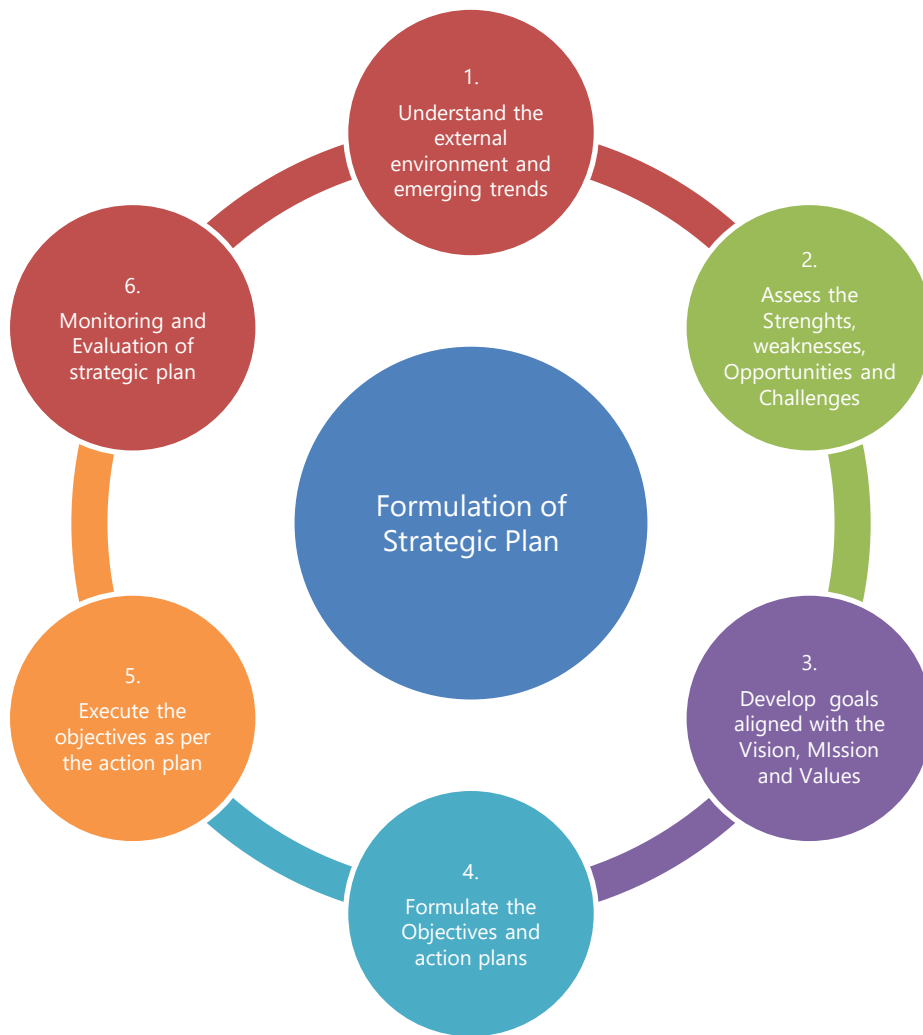 1.
Understand the
external
environment and
emerging trends
2.
Assess the
Strenghts,
weaknesses,
Opportunities and
Challenges
3.
Develop goals
aligned with the
Vision, MIssion
and Values
4.
Formulate the
Objectives and
action plans
5.
Execute the
objectives as per
the action plan
6.
Monitoring and
Evaluation of
strategic plan
Formulation of
Strategic Plan